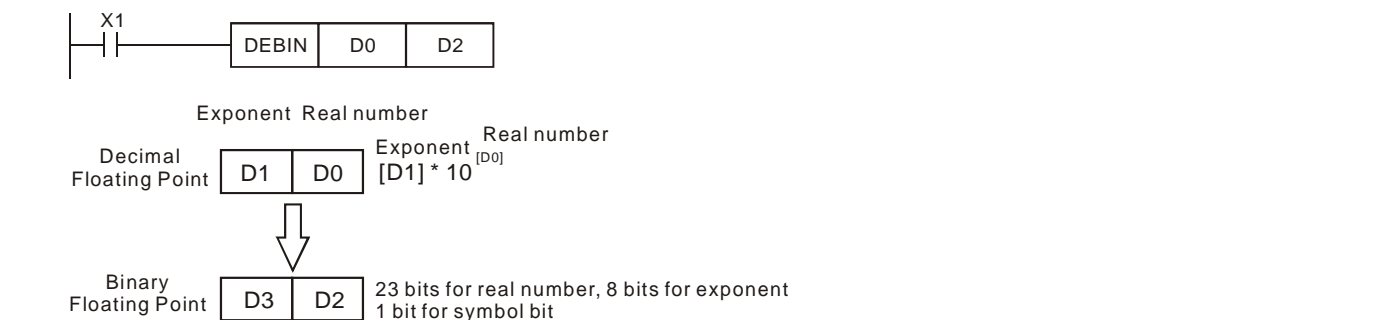 X1
DEBIN D0 D2
Exponent Real number
Real number
Exponent [D0]
Decimal
Floating Point D1 D0 [D1] * 10
Binary
Floating Point D3 D2 23 bits for real number, 8 bits for exponent
1 bit for symbol bit